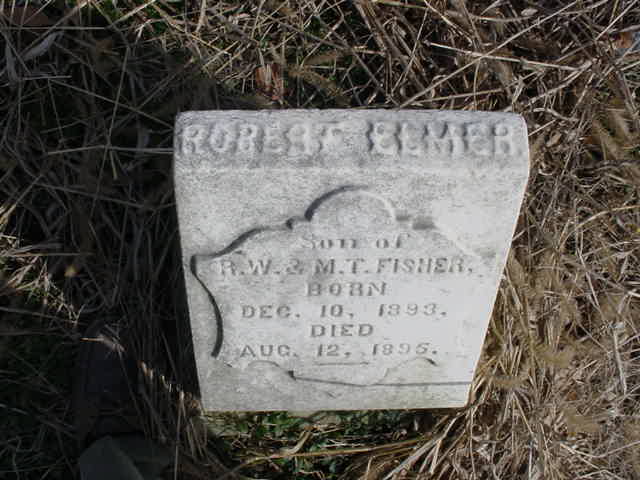 ROBERT ELMER
Son of
R. W. & M. T. FISHER.
BORN
DEC. 10, 1893.
DIED
AUG. 12, 1895.